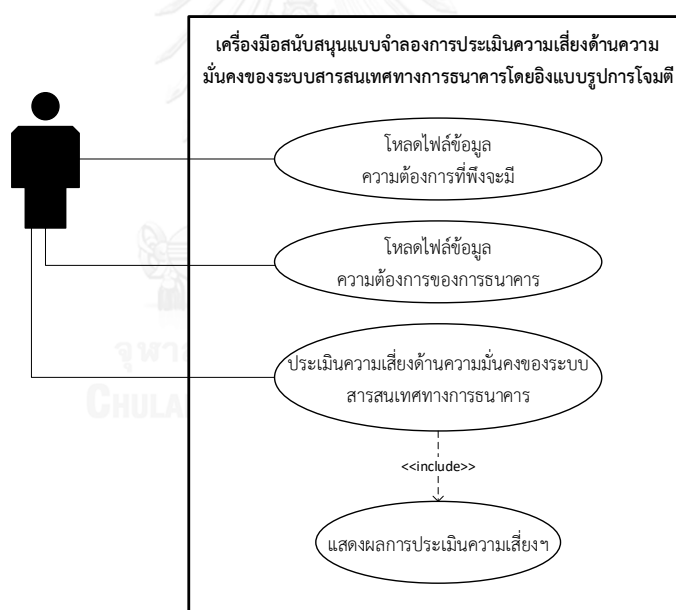 เครื่องมือสนับสนุนแบบจำลองการประเมินความเสี่ยงด้านความ
มั่นคงของระบบสารสนเทศทางการธนาคารโดยอิงแบบรูปการโจมตี
โหลดไฟล์ข้อมูล
ความต้องการที่พึงจะมี
โหลดไฟล์ข้อมูล
ความต้องการของการธนาคาร
ประเมินความเสี่ยงด้านความมั่นคงของระบบ
สารสนเทศทางการธนาคาร
<<include>>
แสดงผลการประเมินความเสี่ยงฯ
จุฬา
CHULA